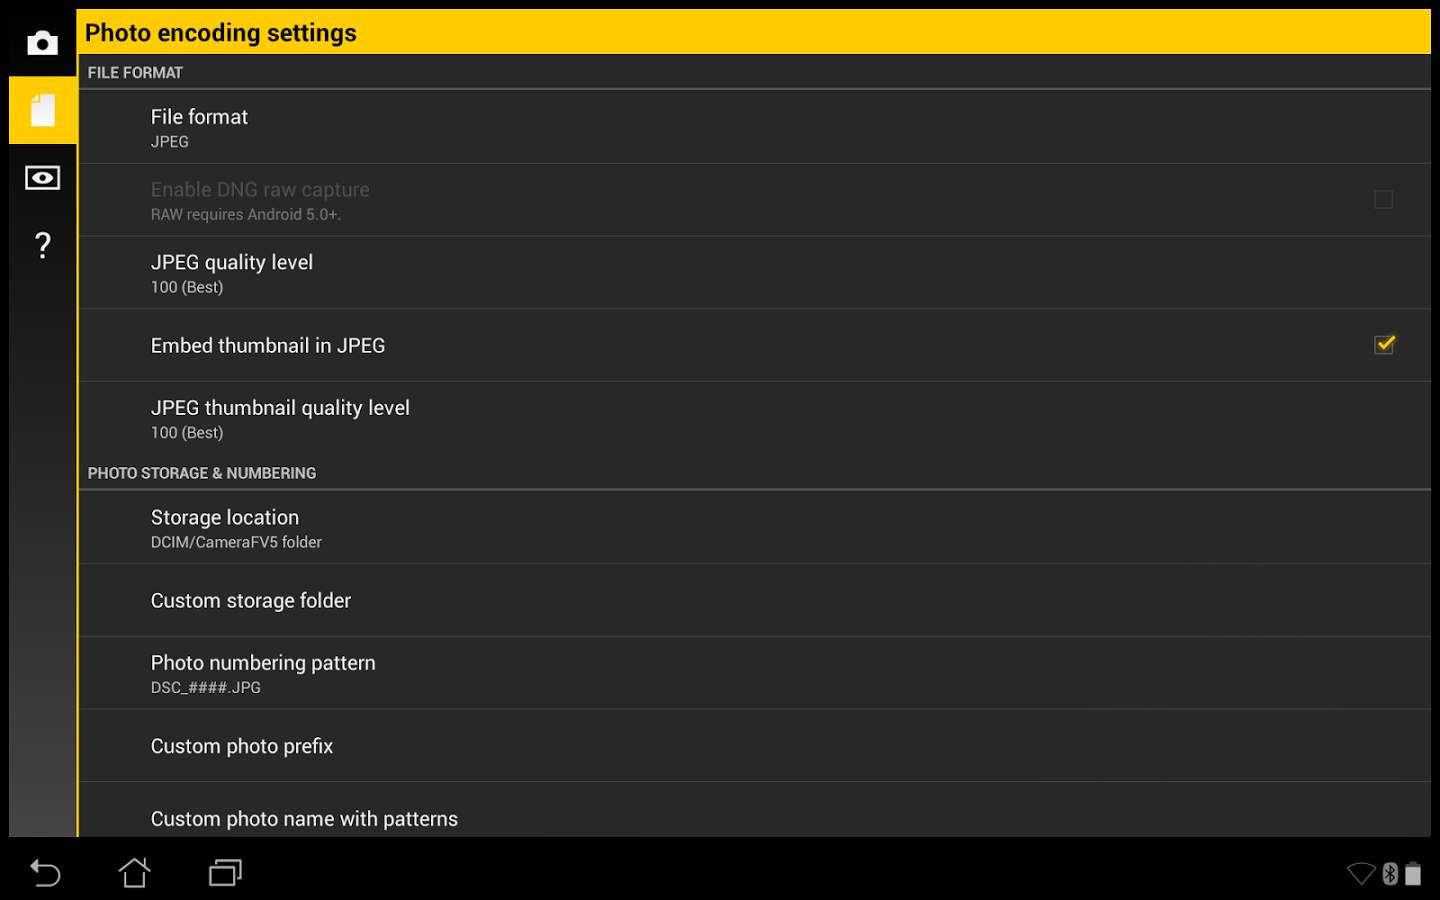 Photo encoding settings
FILE FORMAT
File format
JPEG
Enable DNG raw capture
RAW requires Android 5.0+.
JPEG quality level
100 (Best)
Embed thumbnail in JPEG
JPEG thumbnail quality level
100 (Best)
PHOTO STORAGE & NUMBERING
Storage location
DCIM/CameraFV5 folder
Custom storage folder
Photo numbering pattern
DSC_####.JPG
Custom photo prefix
Custom photo name with patterns
?